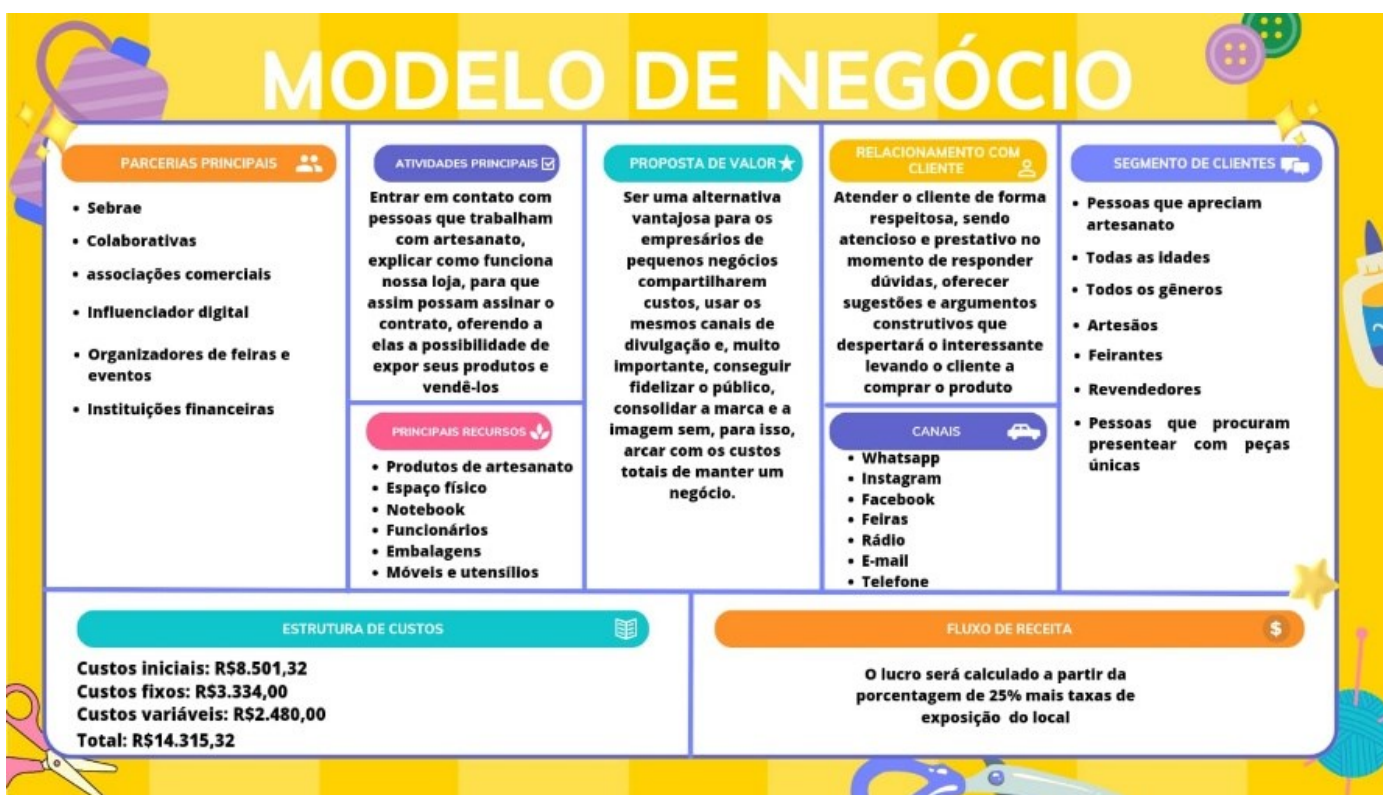 MODELO DE NEGÓCIO
PARCERIAS PRINCIPAIS
• Sebrae
• Colaborativas
• associações comerciais
• Influenciador digital
• Organizadores de feiras e
eventos
• Instituições financeiras
ATIVIDADES PRINCIPAIS
Entrar em contato com
pessoas que trabalham
com artesanato,
explicar como funciona
nossa loja, para que
assim possam assinar o
contrato, oferendo a
elas a possibilidade de
expor seus produtos e
vendê-los
PRINCIPAIS RECURSOS
• Produtos de artesanato
• Espaço físico
• Notebook
• Funcionários
• Embalagens
• Móveis e utensílios
PROPOSTA DE VALOR
Ser uma alternativa
vantajosa para os
empresários de
pequenos negócios
compartilharem
custos, usar os
mesmos canais de
divulgação e, muito
importante, conseguir
fidelizar o público,
consolidar a marca e a
imagem sem, para isso,
arcar com os custos
totais de manter um
negócio.
RELACIONAMENTO COM
CLIENTE
Atender o cliente de forma
respeitosa, sendo
atencioso e prestativo no
momento de responder
dúvidas, oferecer
sugestões e argumentos
construtivos que
despertará o interessante
levando o cliente a
comprar o produto
CANAIS
• Whatsapp
• Instagram
• Facebook
• Feiras
• Rádio
• E-mail
• Telefone
SEGMENTO DE CLIENTES
• Pessoas que apreciam
artesanato
• Todas as idades
• Todos os gêneros
• Artesãos
• Feirantes
• Revendedores
• Pessoas que procuram
presentear com peças
únicas
ESTRUTURA DE CUSTOS
Custos iniciais: R$8.501,32
Custos fixos: R$3.334,00
Custos variáveis: R$2.480,00
Total: R$14.315,32
FLUXO DE RECEITA
$
O lucro será calculado a partir da
porcentagem de 25% mais taxas de
exposição do local